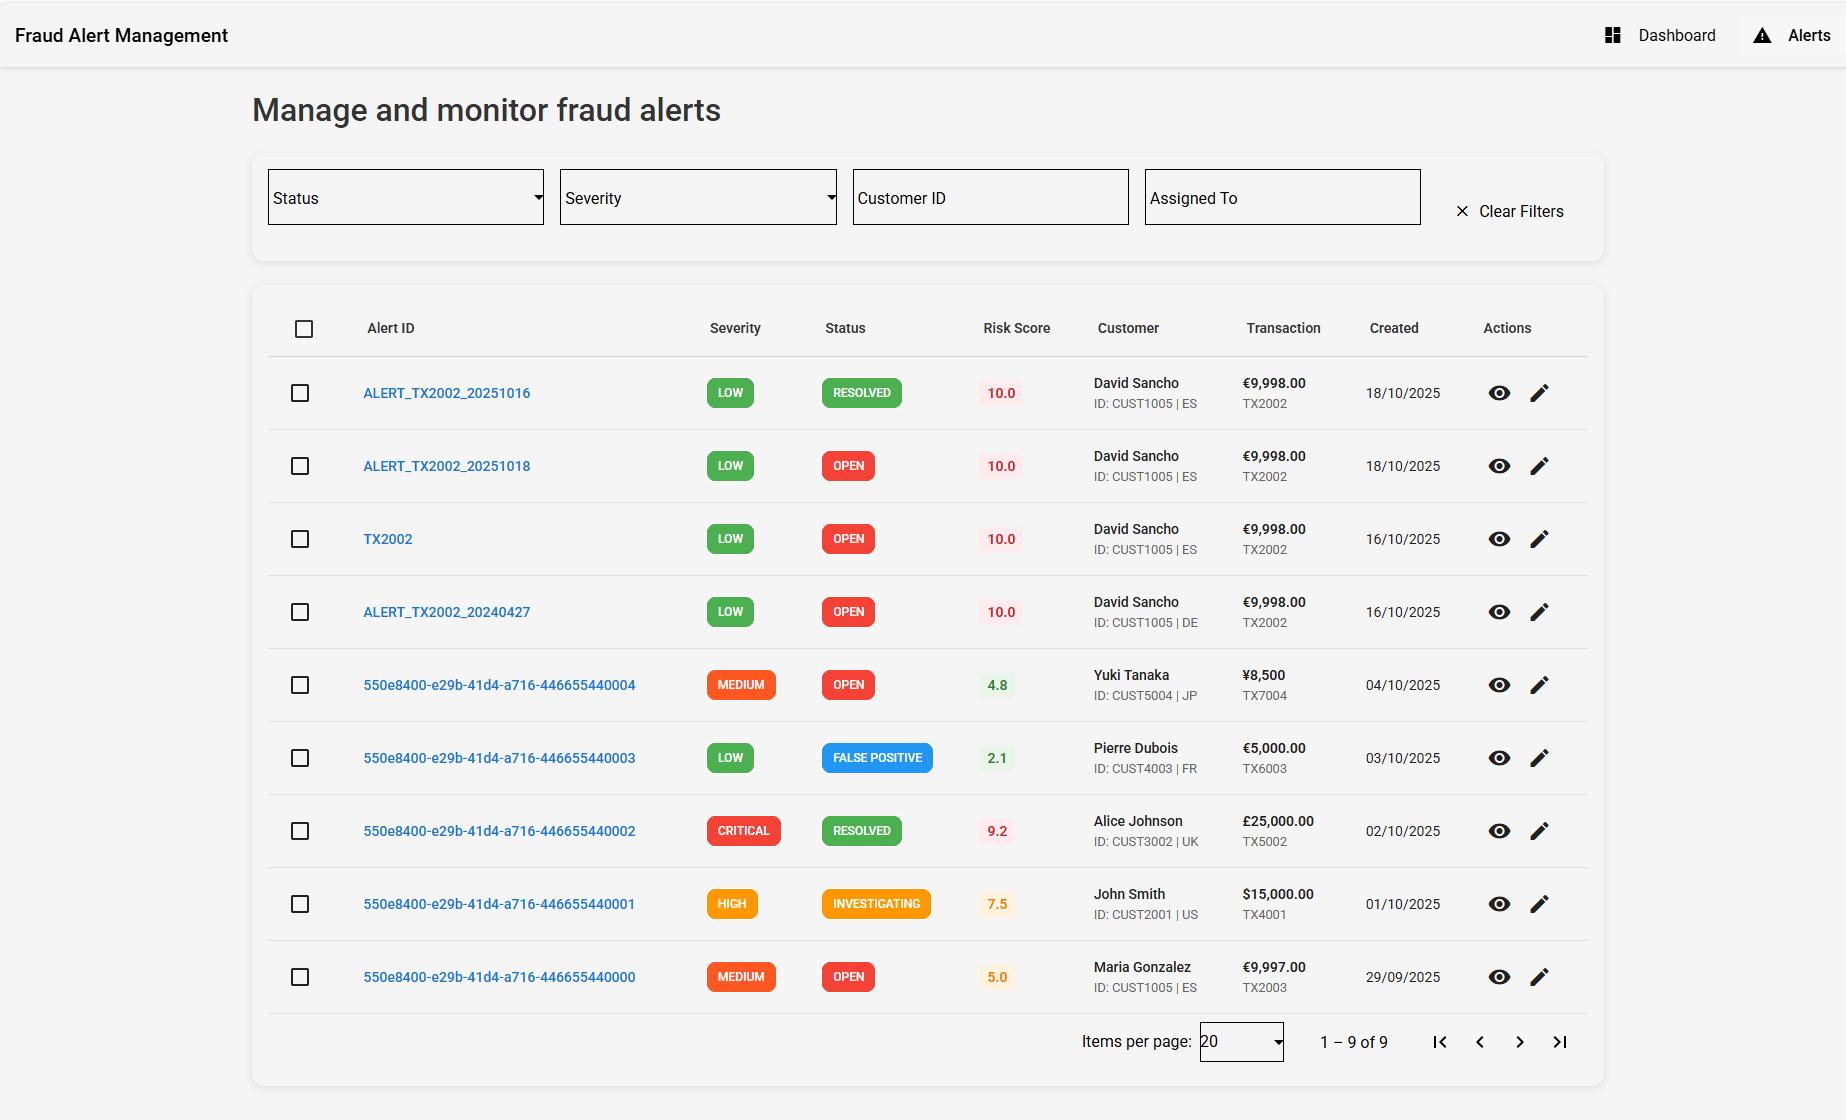 Fraud Alert Management
Dashboard
Alerts
Manage and monitor fraud alerts
Status
Severity
Customer ID
Assigned To
Clear Filters
Alert ID Severity Status Risk Score Customer Transaction Created Actions
ALERT_TX2002_20251016 LOW RESOLVED 10.0 David Sancho €9,998.00 18/10/2025
ID: CUST1005 | ES TX2002
ALERT_TX2002_20251018 LOW OPEN 10.0 David Sancho €9,998.00 18/10/2025
ID: CUST1005 | ES TX2002
TX2002 LOW OPEN 10.0 David Sancho €9,998.00 16/10/2025
ID: CUST1005 | ES TX2002
ALERT_TX2002_20240427 LOW OPEN 10.0 David Sancho €9,998.00 16/10/2025
ID: CUST1005 | DE TX2002
550e8400-e29b-41d4-a716-446655440004 MEDIUM OPEN 4.8 Yuki Tanaka ¥8,500 04/10/2025
ID: CUST5004 | JP TX7004
550e8400-e29b-41d4-a716-446655440003 LOW FALSE POSITIVE 2.1 Pierre Dubois €5,000.00 03/10/2025
ID: CUST4003 | FR TX6003
550e8400-e29b-41d4-a716-446655440002 CRITICAL RESOLVED 9.2 Alice Johnson £25,000.00 02/10/2025
ID: CUST3002 | UK TX5002
550e8400-e29b-41d4-a716-446655440001 HIGH INVESTIGATING 7.5 John Smith $15,000.00 01/10/2025
ID: CUST2001 | US TX4001
550e8400-e29b-41d4-a716-446655440000 MEDIUM OPEN 5.0 Maria Gonzalez €9,997.00 29/09/2025
ID: CUST1005 | ES TX2003
Items per page: 20 1 – 9 of 9